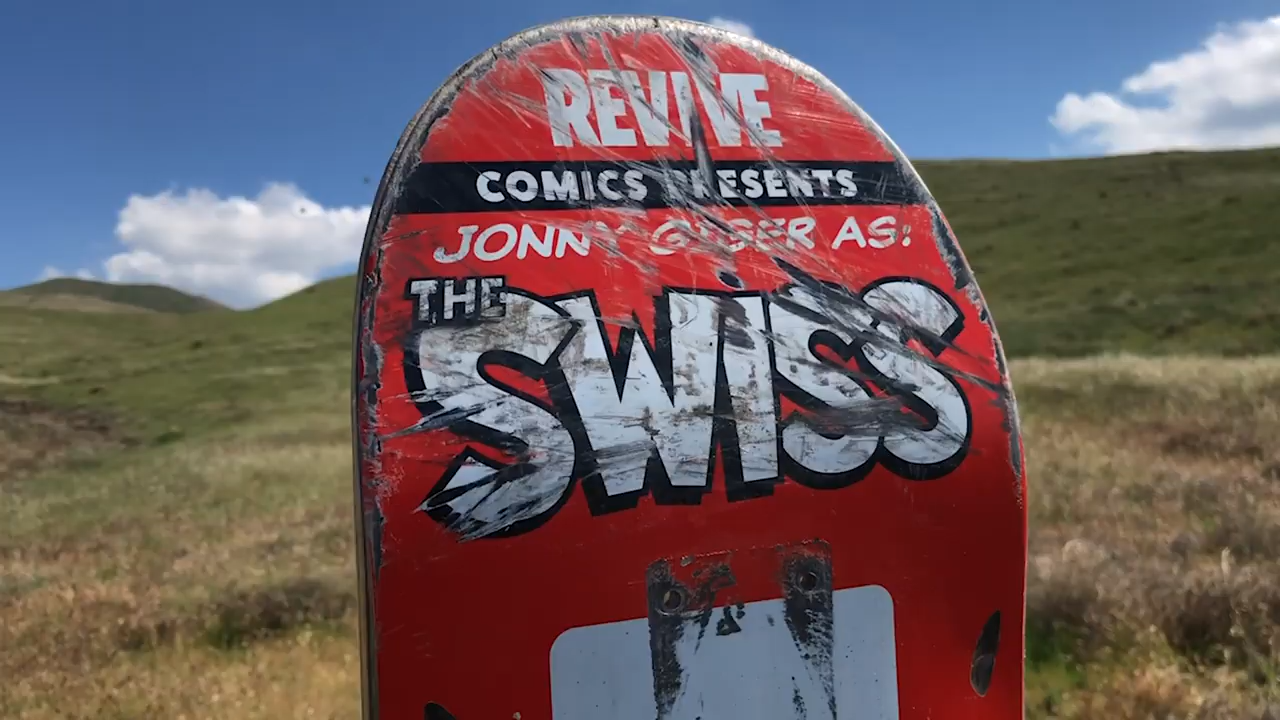 REVIVE
COMICS PRESENTS
JONNY GIGER AS:
THE
SWISS